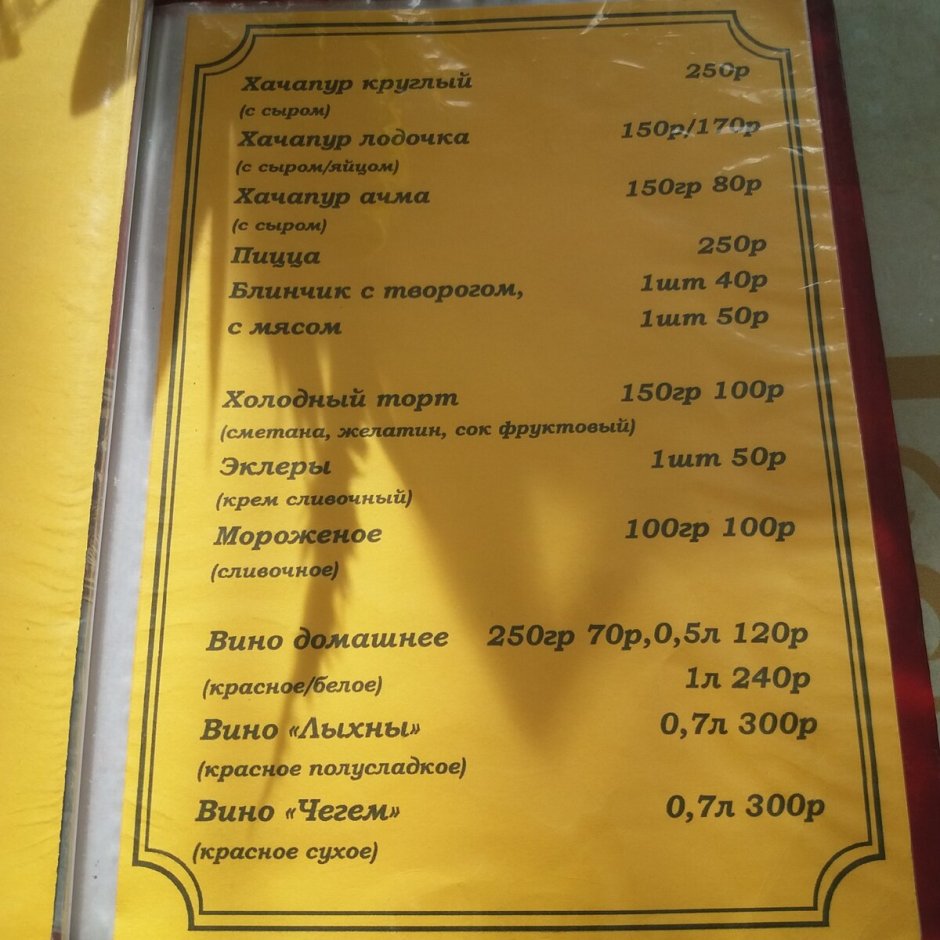 Хачапур круглый 250р
(с сыром)
Хачапур лодочка 150р/170р
(с сыром/яйцом)
Хачапур ачма 150гр 80р
(с сыром)
Пицца 250р
Блинчик с творогом, 1шт 40р
с мясом 1шт 50р
Холодный торт 150гр 100р
(сметана, желатин, сок фруктовый)
Эклеры 1шт 50р
(крем сливочный)
Мороженое 100гр 100р
(сливочное)
Вино домашнее 250гр 70р,0,5л 120р
(красное/белое) 1л 240р
Вино «Лыхны» 0,7л 300р
(красное полусладкое)
Вино «Чегем» 0,7л 300р
(красное сухое)